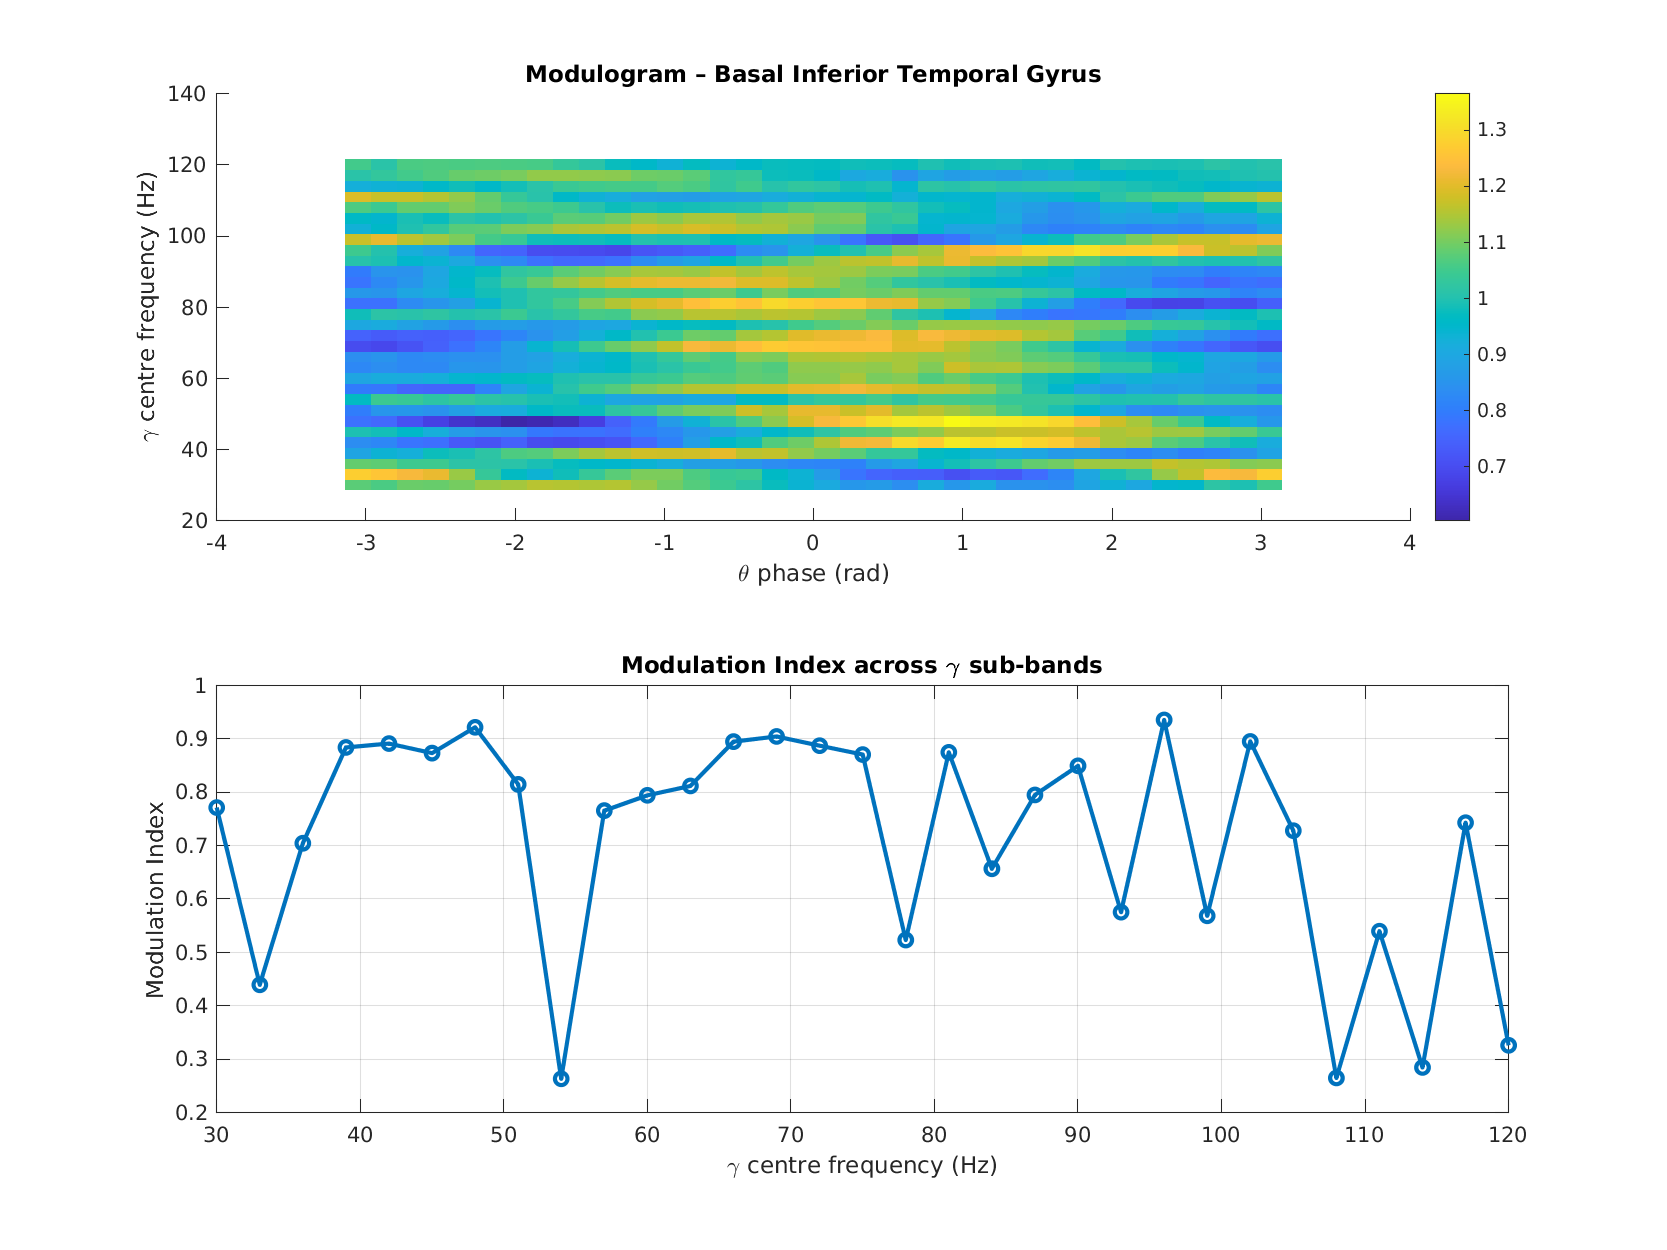 Modulogram – Basal Inferior Temporal Gyrus
140
120
100
80
60
40
20
γ centre frequency (Hz)
-4 -3 -2 -1 0 1 2 3 4
θ phase (rad)
1.3
1.2
1.1
1
0.9
0.8
0.7
Modulation Index across γ sub-bands
1
0.9
0.8
0.7
0.6
0.5
0.4
0.3
0.2
Modulation Index
30 40 50 60 70 80 90 100 110 120
γ centre frequency (Hz)